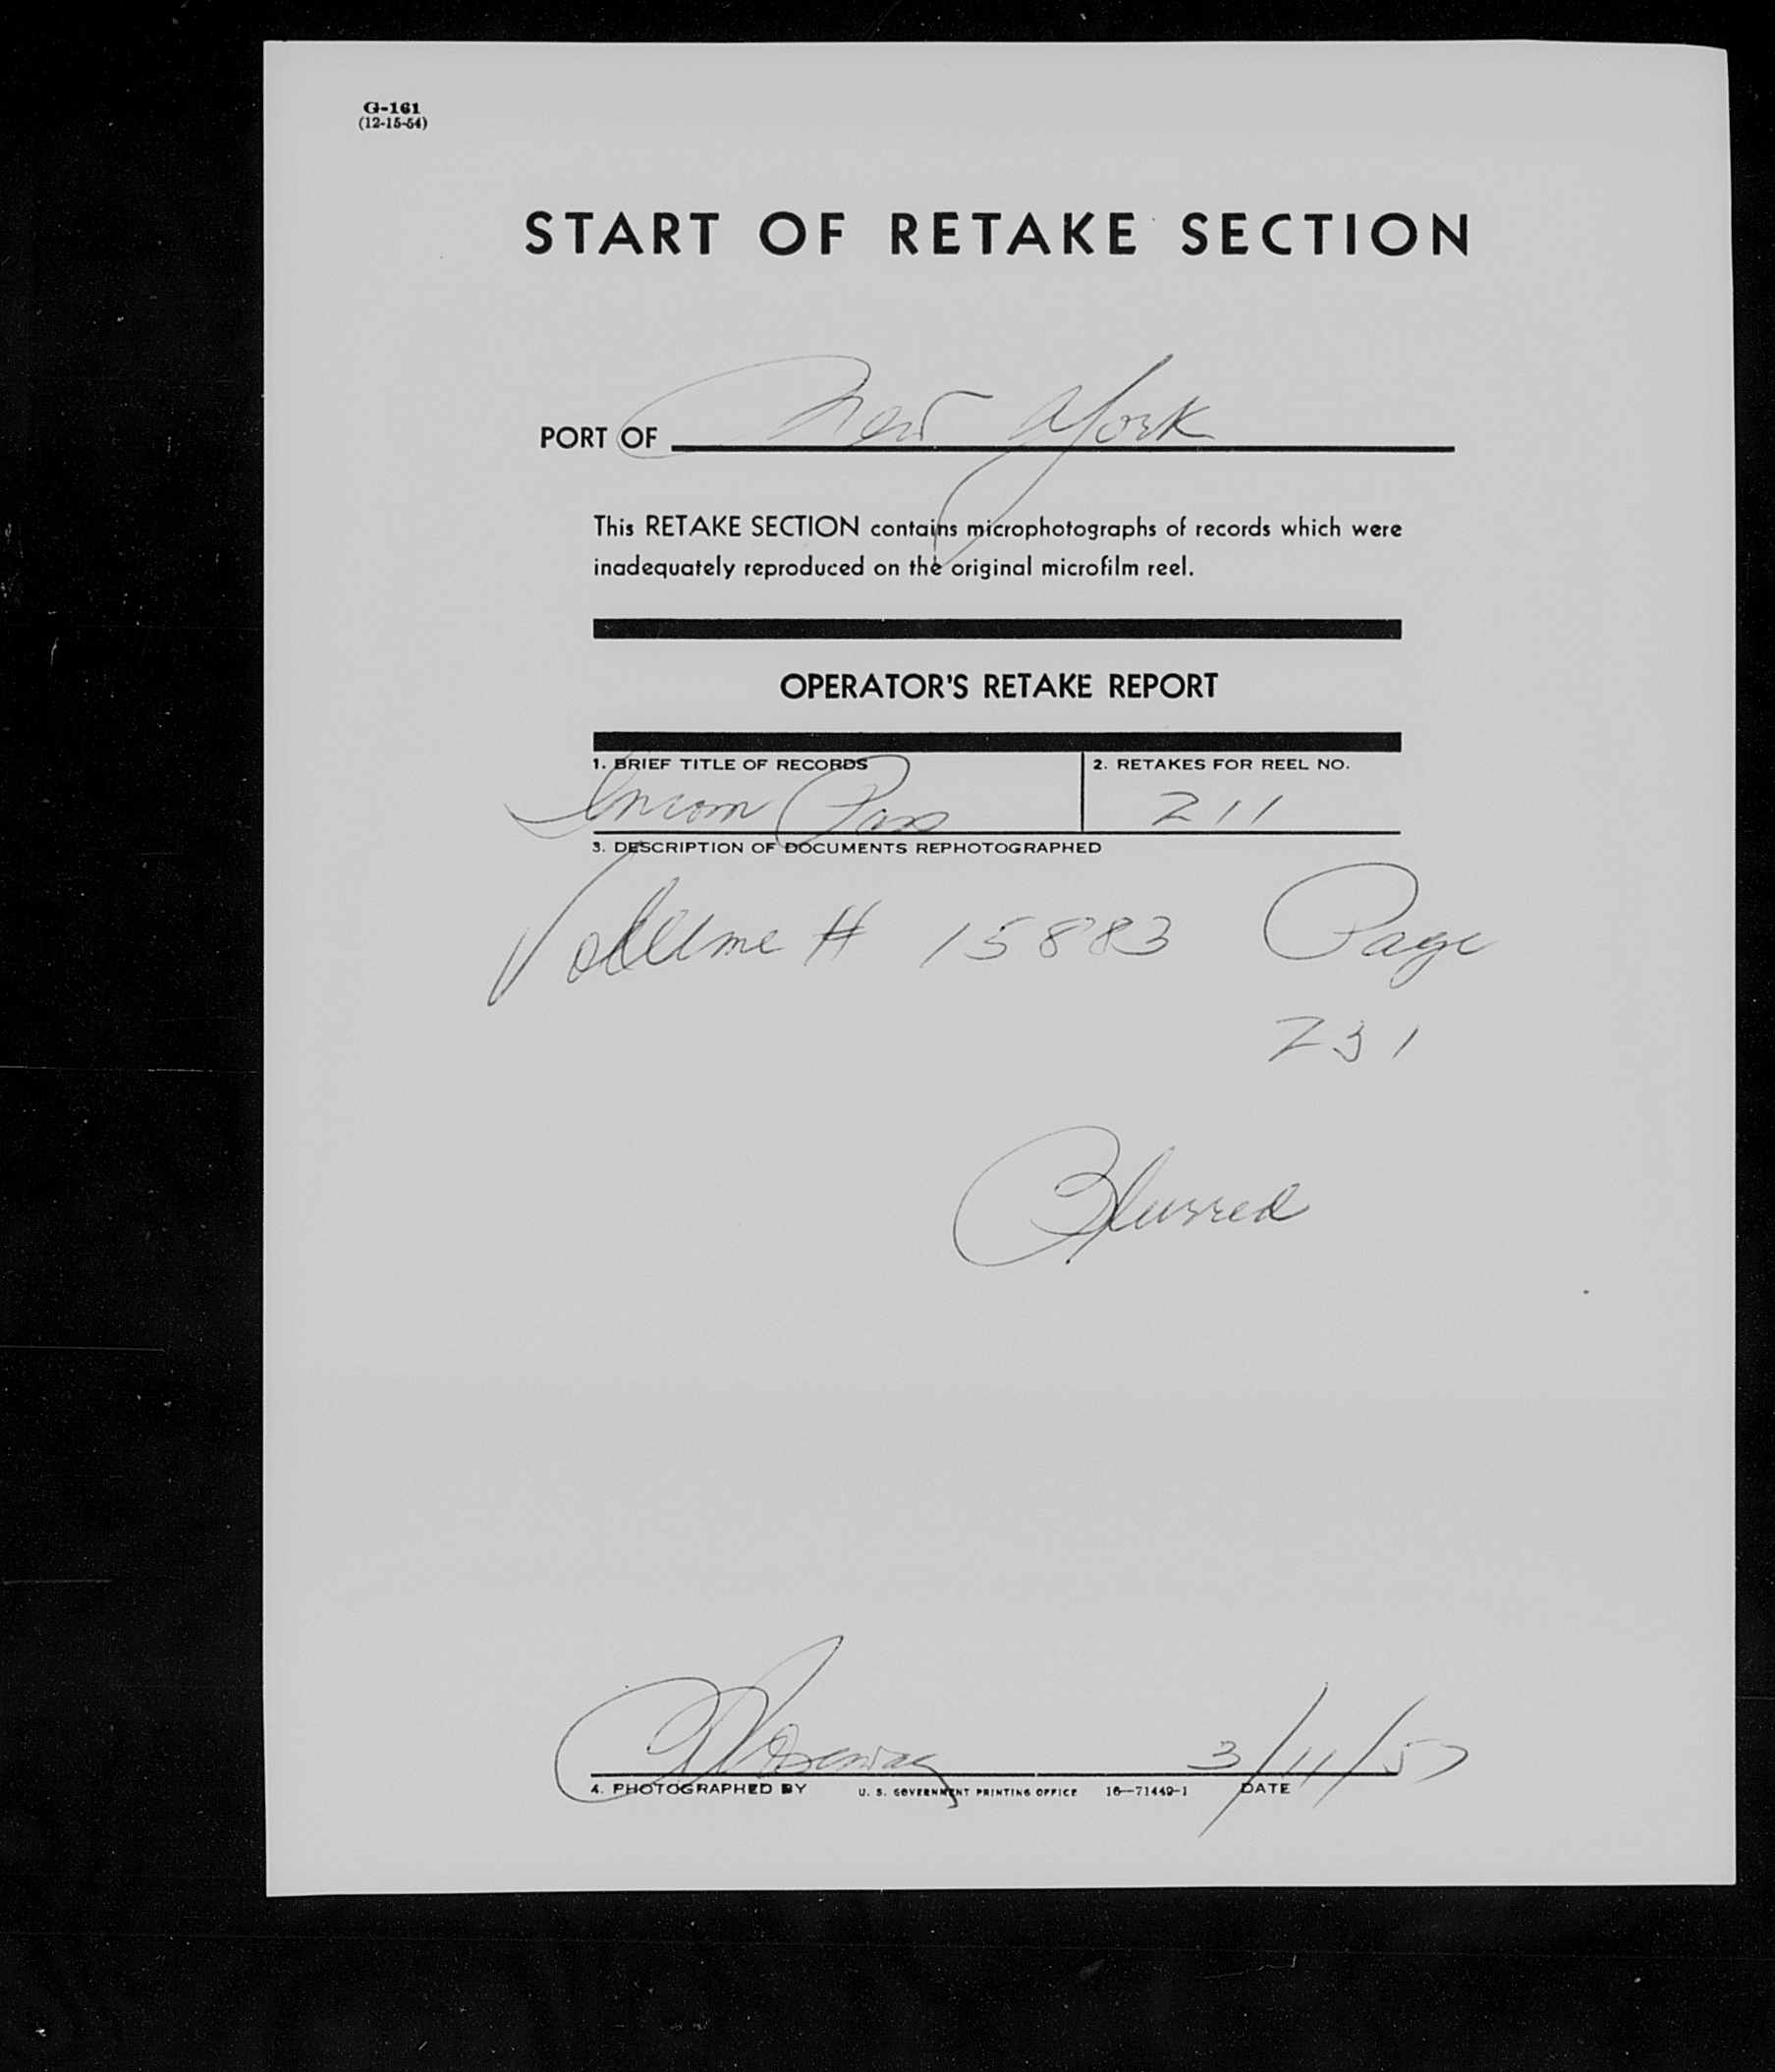 G-161
(12-15-54)
START OF RETAKE SECTION
PORT OF New York
This RETAKE SECTION contains microphotographs of records which were
inadequately reproduced on the original microfilm reel.
OPERATOR'S RETAKE REPORT
1. BRIEF TITLE OF RECORDS
Incom Pass
2. RETAKES FOR REEL NO.
211
3. DESCRIPTION OF DOCUMENTS REPHOTOGRAPHED
Volume # 15883 Page
231
Blurred
3/11/57
4. PHOTOGRAPHED BY U. S. GOVERNMENT PRINTING OFFICE 16—71449-1 DATE